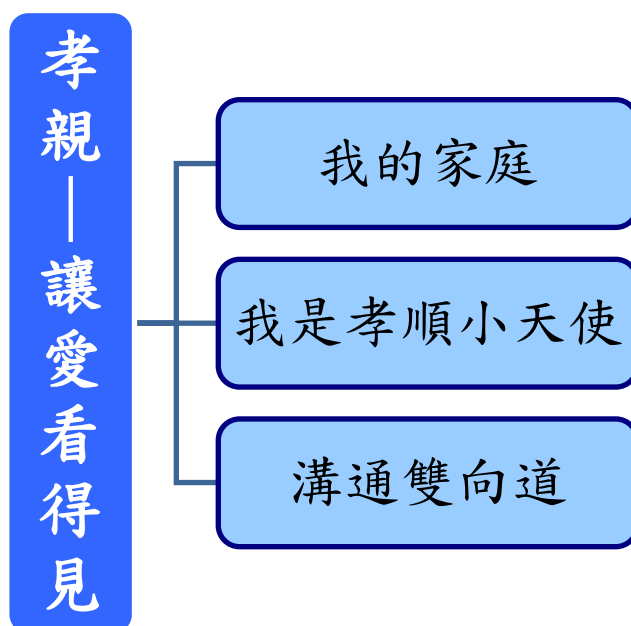 孝親—讓愛看得見
我的家庭
我是孝順小天使
溝通雙向道